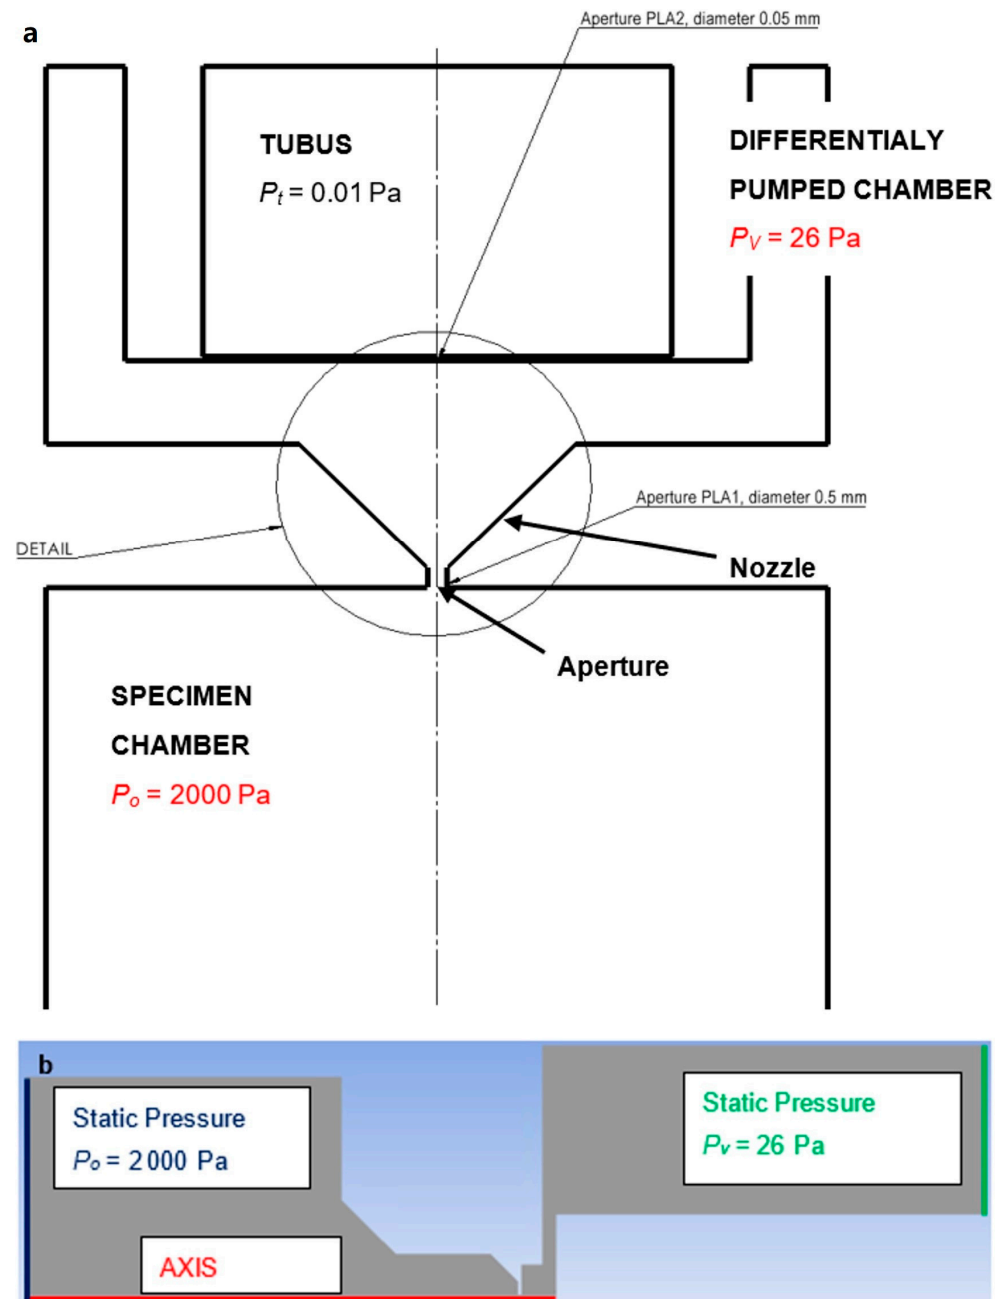 a
Aperture PLA2, diameter 0.05 mm
TUBUS
Pt = 0.01 Pa
DIFFERENTIALY
PUMPED CHAMBER
PV = 26 Pa
Aperture PLA1, diameter 0.5 mm
DETAIL
Nozzle
Aperture
SPECIMEN
CHAMBER
Po = 2000 Pa
b
Static Pressure
Po = 2 000 Pa
Static Pressure
Pv = 26 Pa
AXIS